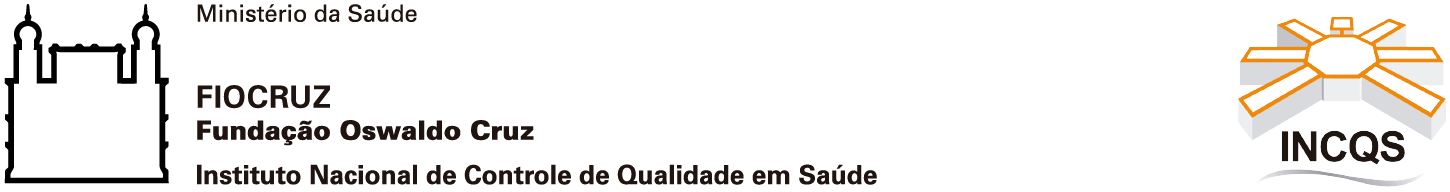 Ministério da Saúde
FIOCRUZ
Fundação Oswaldo Cruz
Instituto Nacional de Controle de Qualidade em Saúde
INCQS